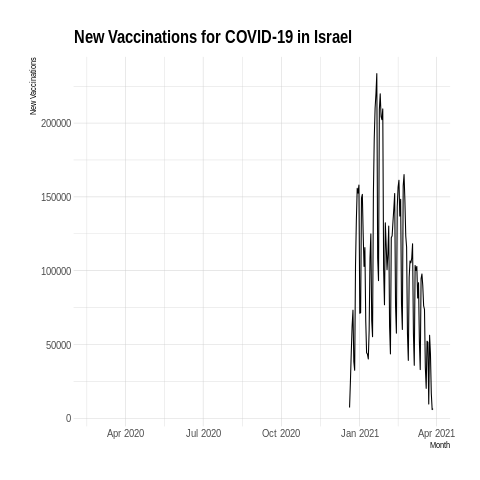 New Vaccinations for COVID-19 in Israel
New Vaccinations
200000
150000
100000
50000
0
Apr 2020 Jul 2020 Oct 2020 Jan 2021 Apr 2021
Month